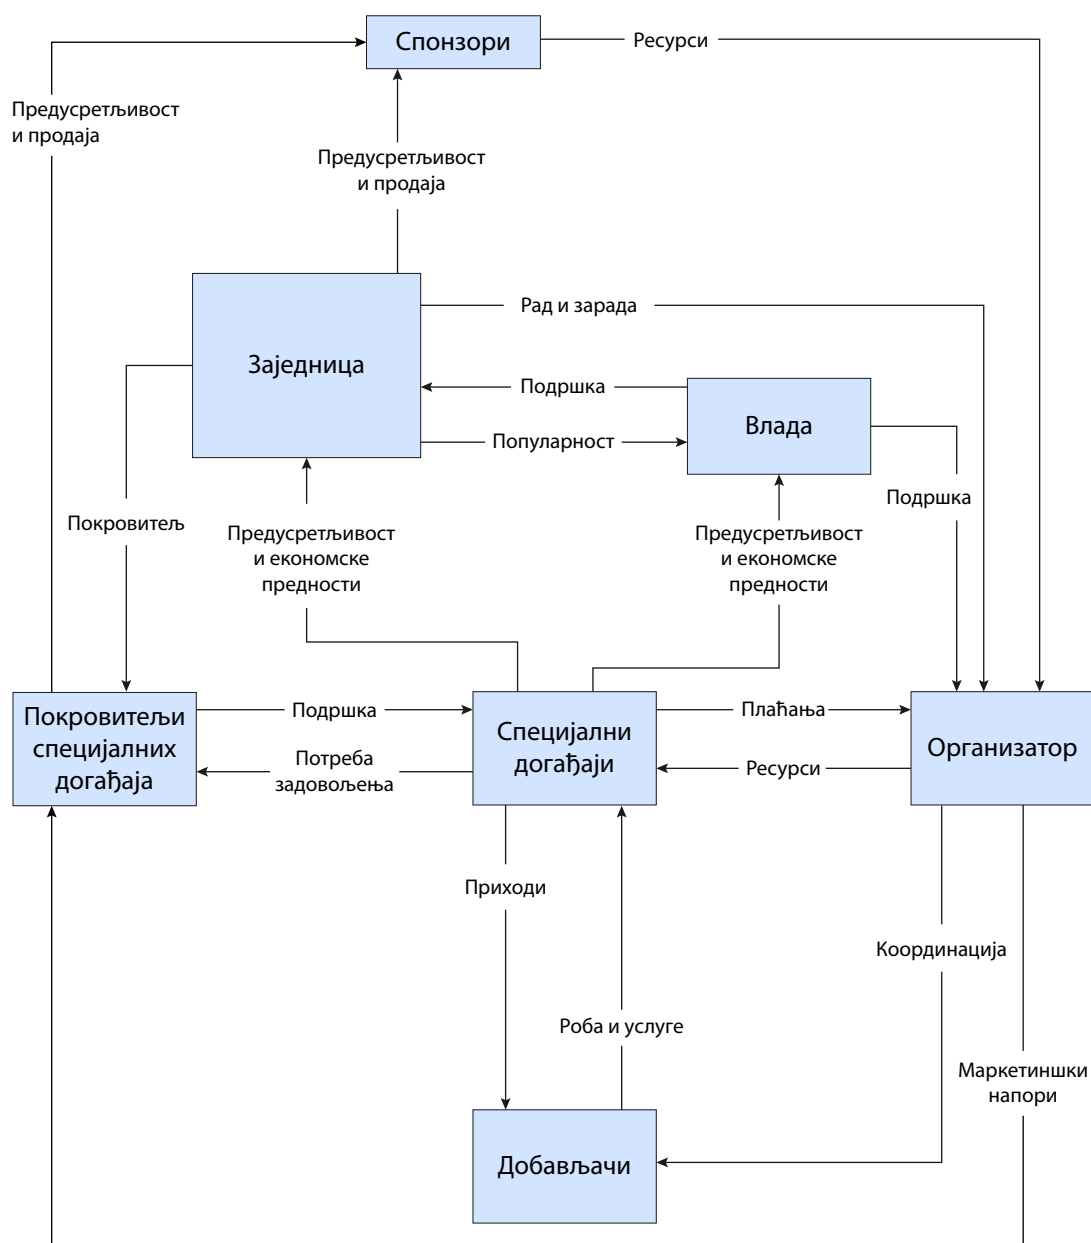 Спонзори
Ресурси
Предусретљивост
и продаја
Предусретљивост
и продаја
Рад и зарада
Заједница
Подршка
Влада
Популарност
Подршка
Покровитељ
Предусретљивост
и економске
предности
Предусретљивост
и економске
предности
Покровитељи
специјалних
догађаја
Подршка
Специјални
догађаји
Плаћања
Организатор
Потреба
задовољења
Ресурси
Приходи
Координација
Роба и услуге
Маркетиншки
напори
Добављачи